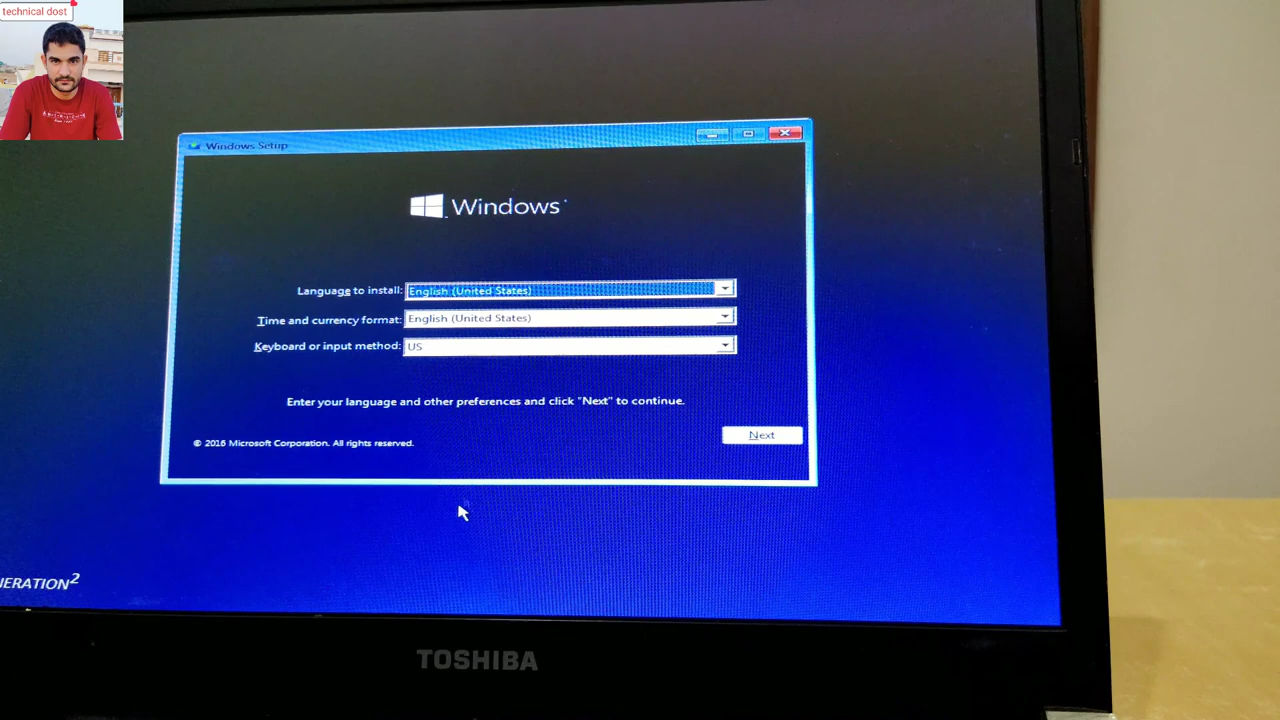 technical dost
Windows Setup
Windows
Language to install: English (United States)
Time and currency format: English (United States)
Keyboard or input method: US
Enter your language and other preferences and click "Next" to continue.
© 2016 Microsoft Corporation. All rights reserved.
Next
NERATION²
TOSHIBA